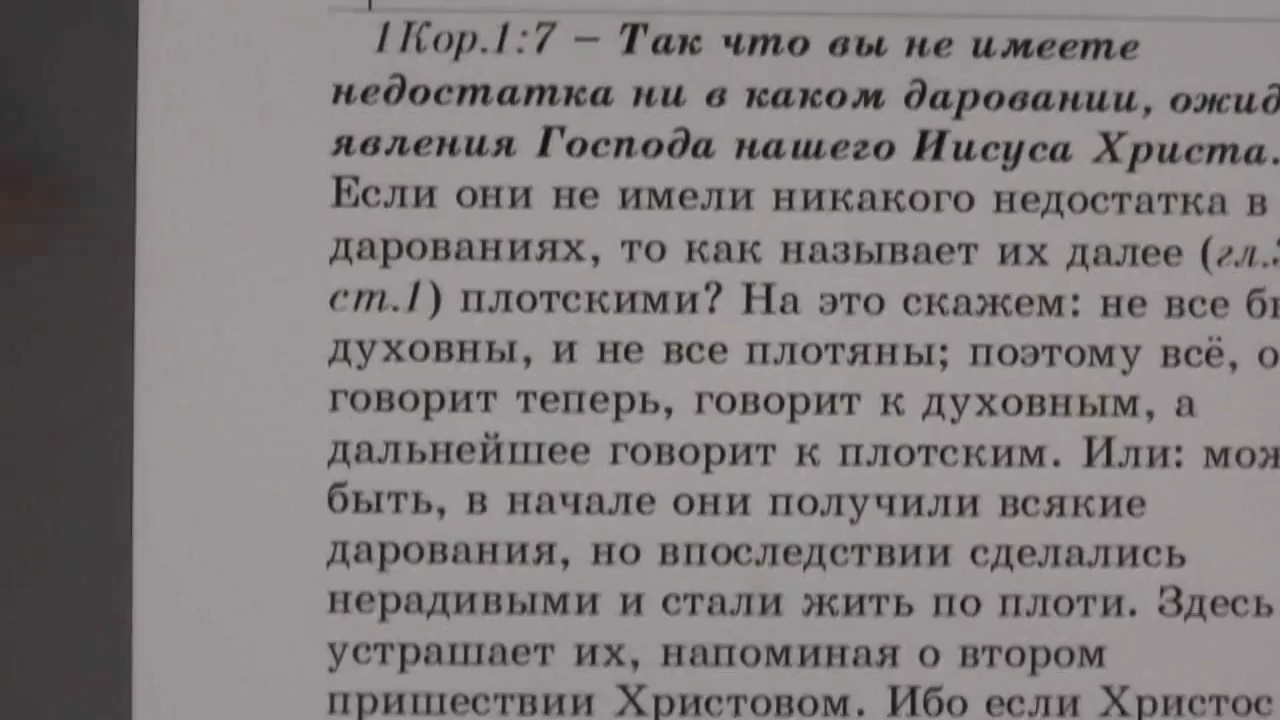 1Кор.1:7 – Так что вы не имеете
недостатка ни в каком даровании,
явления Господа нашего Иисуса Христа.
Если они не имели никакого недостатка в
дарованиях, то как называет их далее
ст.1) плотскими? На это скажем: не все
духовны, и не все плотяны; поэтому всё,
говорит теперь, говорит к духовным, а
дальнейшее говорит к плотским. Или:
быть, в начале они получили всякие
дарования, но впоследствии сделались
нерадивыми и стали жить по плоти. Здесь
устрашает их, напоминая о втором
пришествии Христовом. Ибо если Христос